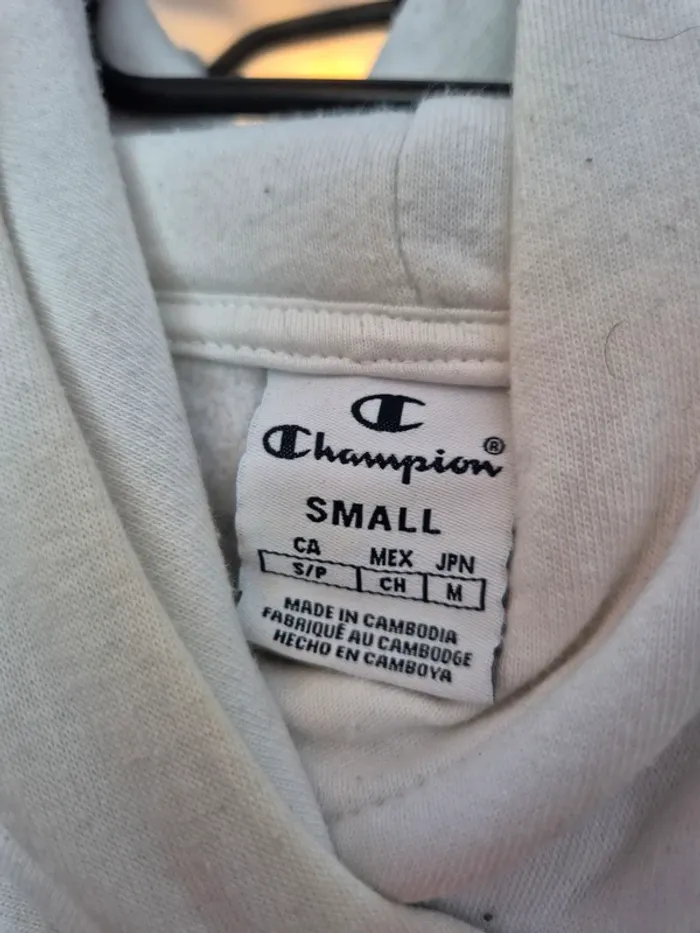 Champion®
SMALL
CA MEX JPN
S/P CH M
MADE IN CAMBODIA
FABRIQUÉ AU CAMBODGE
HECHO EN CAMBOYA